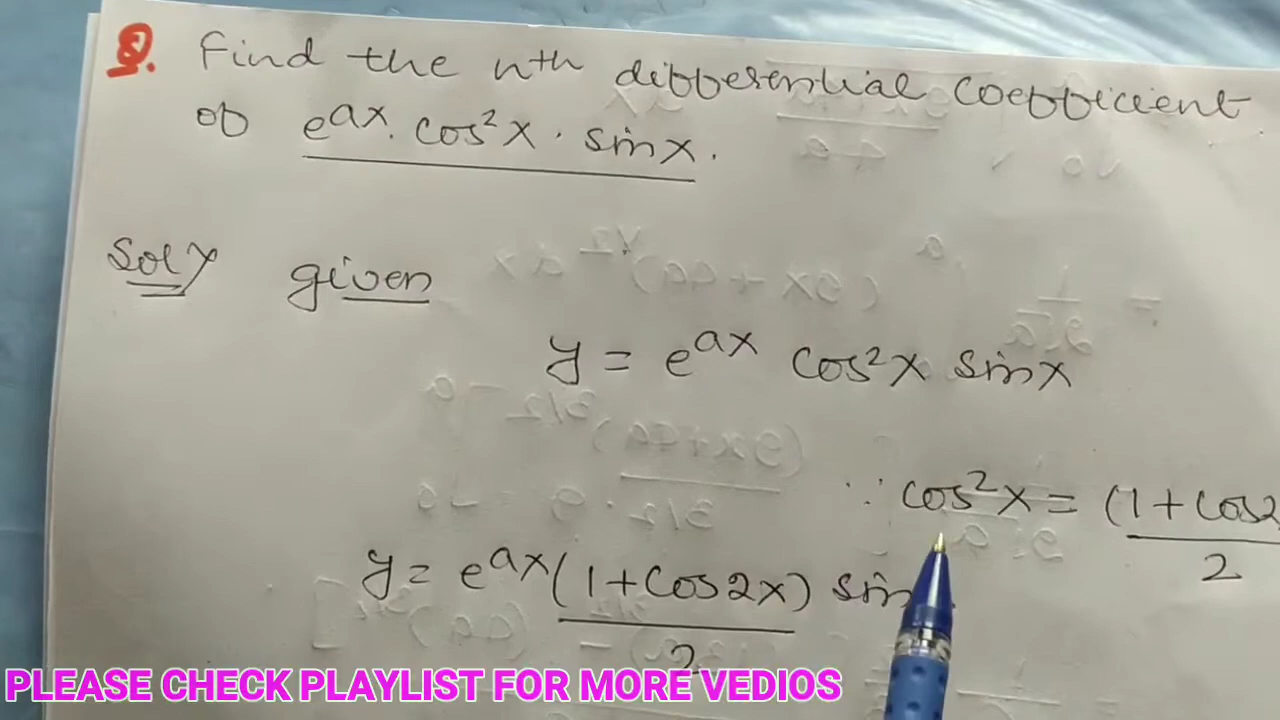 Q. Find the nth differential coefficient
of e^ax. cos²x. sinx.
Soln given
y = e^ax cos²x sinx
∵ cos²x = (1+cos2
2
y = e^ax (1+cos2x) sin
2
PLEASE CHECK PLAYLIST FOR MORE VEDIOS